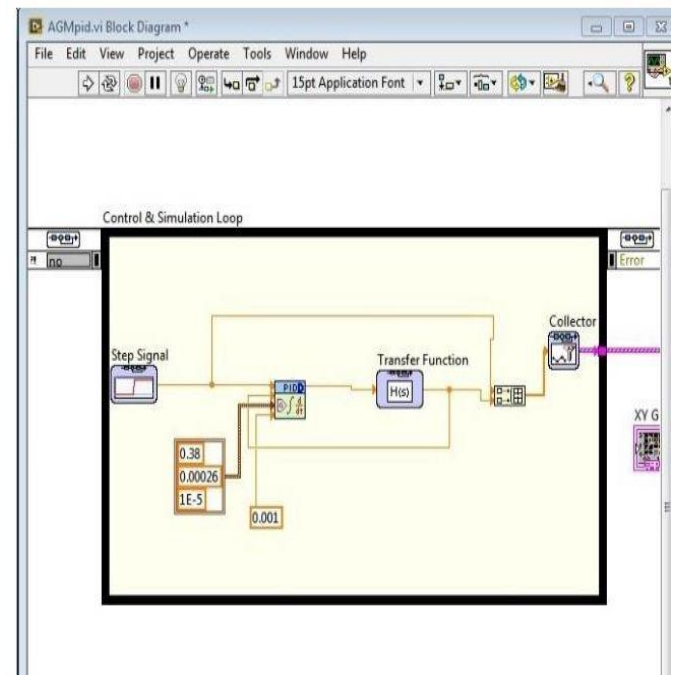 AGMpid.vi Block Diagram *
File Edit View Project Operate Tools Window Help
15pt Application Font
Control & Simulation Loop
no
Error
Collector
Step Signal
Transfer Function
PID
H(s)
XY G
0.38
0.00026
1E-5
0.001